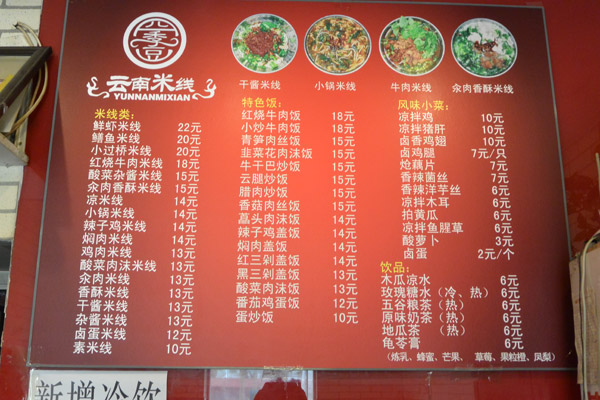 四季豆
云南米线
YUNNANMIXIAN
干酱米线
小锅米线
牛肉米线
汆肉香酥米线
米线类:
鲜虾米线 22元
鳝鱼米线 20元
小过桥米线 20元
红烧牛肉米线 18元
酸菜杂酱米线 15元
汆肉香酥米线 15元
凉米线 14元
小锅米线 14元
辣子鸡米线 14元
焖肉米线 14元
鸡肉米线 13元
酸菜肉沫米线 13元
汆肉米线 13元
香酥米线 13元
干酱米线 13元
杂酱米线 13元
卤蛋米线 12元
素米线 10元
特色饭:
红烧牛肉饭 18元
小炒牛肉饭 18元
青笋肉丝饭 15元
韭菜花肉沫饭 15元
牛干巴炒饭 15元
云腿炒饭 15元
腊肉炒饭 15元
香菇肉丝饭 15元
藠头肉沫饭 14元
辣子鸡盖饭 14元
焖肉盖饭 14元
红三剁盖饭 14元
黑三剁盖饭 13元
酸菜肉沫饭 13元
番茄鸡蛋饭 12元
蛋炒饭 10元
风味小菜:
凉拌鸡 10元
凉拌猪肝 10元
卤香鸡翅 10元
卤鸡腿 7元/只
炝藕片 7元
香辣菌丝 7元
香辣洋芋丝 6元
凉拌木耳 6元
拍黄瓜 6元
凉拌鱼腥草 6元
酸萝卜 3元
卤蛋 2元/个
饮品:
木瓜凉水 6元
玫瑰糖水(冷、热) 6元
五谷粮茶(热) 6元
原味奶茶(热) 6元
地瓜茶 (热) 6元
龟苓膏 6元
(炼乳、蜂蜜、芒果、 草莓、果粒橙、凤梨)
新增冷饮